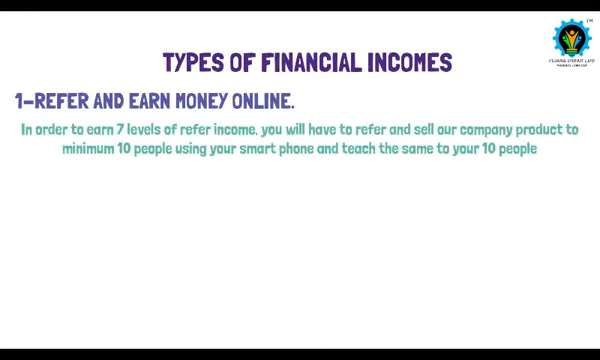 TM
TYPES OF FINANCIAL INCOMES
1-REFER AND EARN MONEY ONLINE.
In order to earn 7 levels of refer income, you will have to refer and sell our company product to
minimum 10 people using your smart phone and teach the same to your 10 people